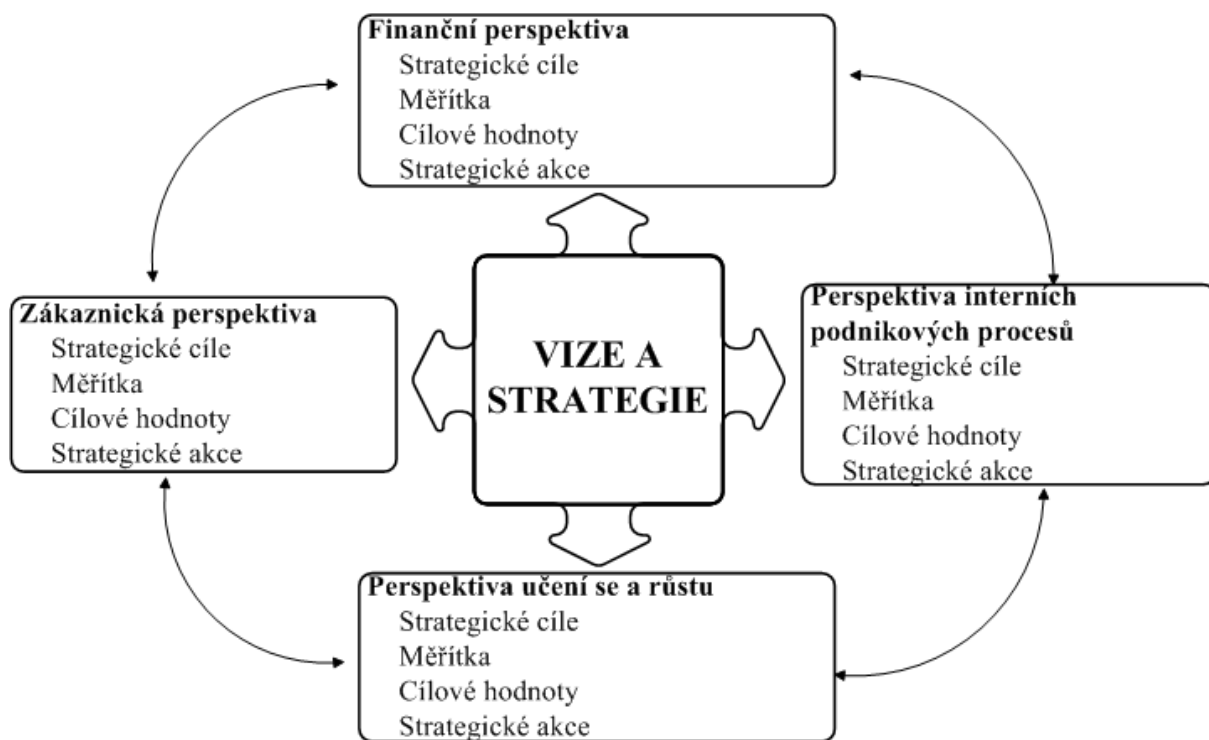 Finanční perspektiva
Strategické cíle
Měřítka
Cílové hodnoty
Strategické akce
Zákaznická perspektiva
Strategické cíle
Měřítka
Cílové hodnoty
Strategické akce
VIZE A
STRATEGIE
Perspektiva interních
podnikových procesů
Strategické cíle
Měřítka
Cílové hodnoty
Strategické akce
Perspektiva učení se a růstu
Strategické cíle
Měřítka
Cílové hodnoty
Strategické akce